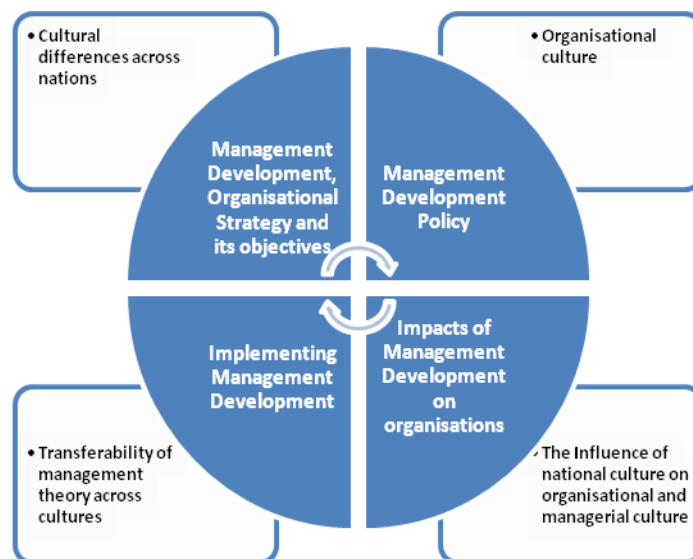 • Cultural
differences across
nations
• Organisational
culture
Management
Development,
Organisational
Strategy and
its objectives
Management
Development
Policy
Implementing
Management
Development
Impacts of
Management
Development
on
organisations
• Transferability of
management
theory across
cultures
• The Influence of
national culture on
organisational and
managerial culture